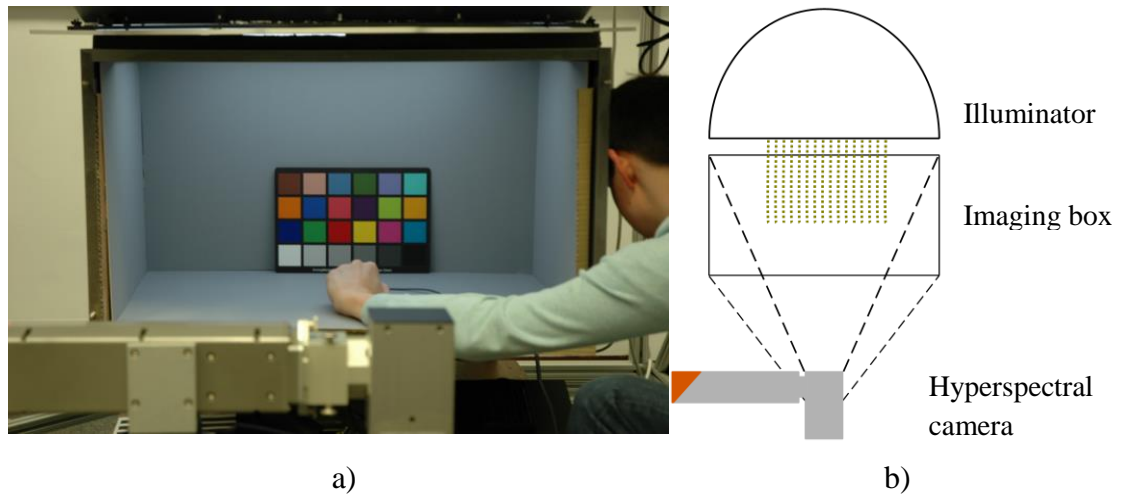 Illuminator
Imaging box
Hyperspectral
camera
a)
b)